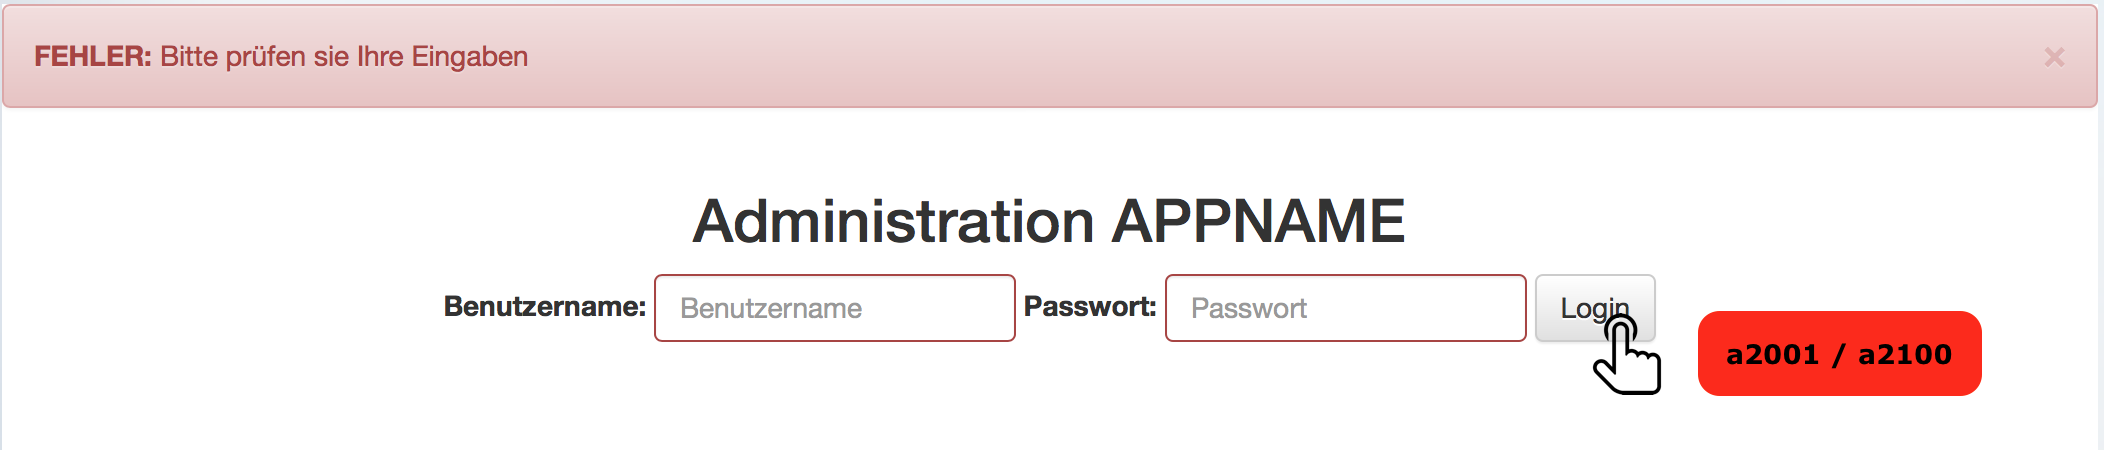 FEHLER: Bitte prüfen sie Ihre Eingaben ×
Administration APPNAME
Benutzername: Benutzername Passwort: Passwort Login
a2001 / a2100